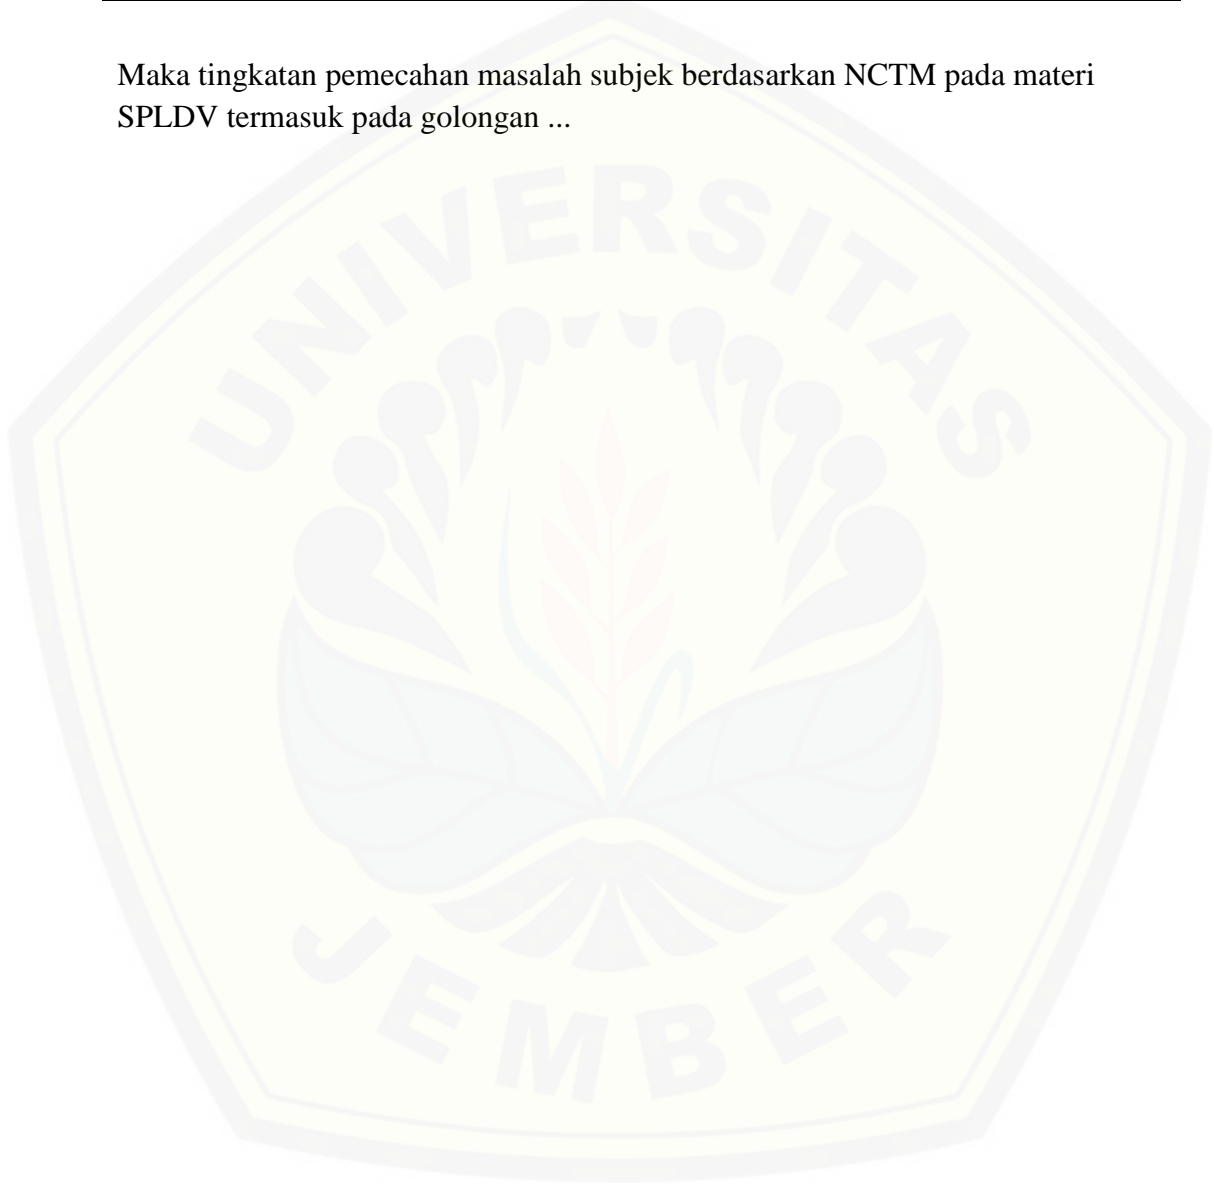 Maka tingkatan pemecahan masalah subjek berdasarkan NCTM pada materi
SPLDV termasuk pada golongan ...
UNIVERSITAS
JEMBER